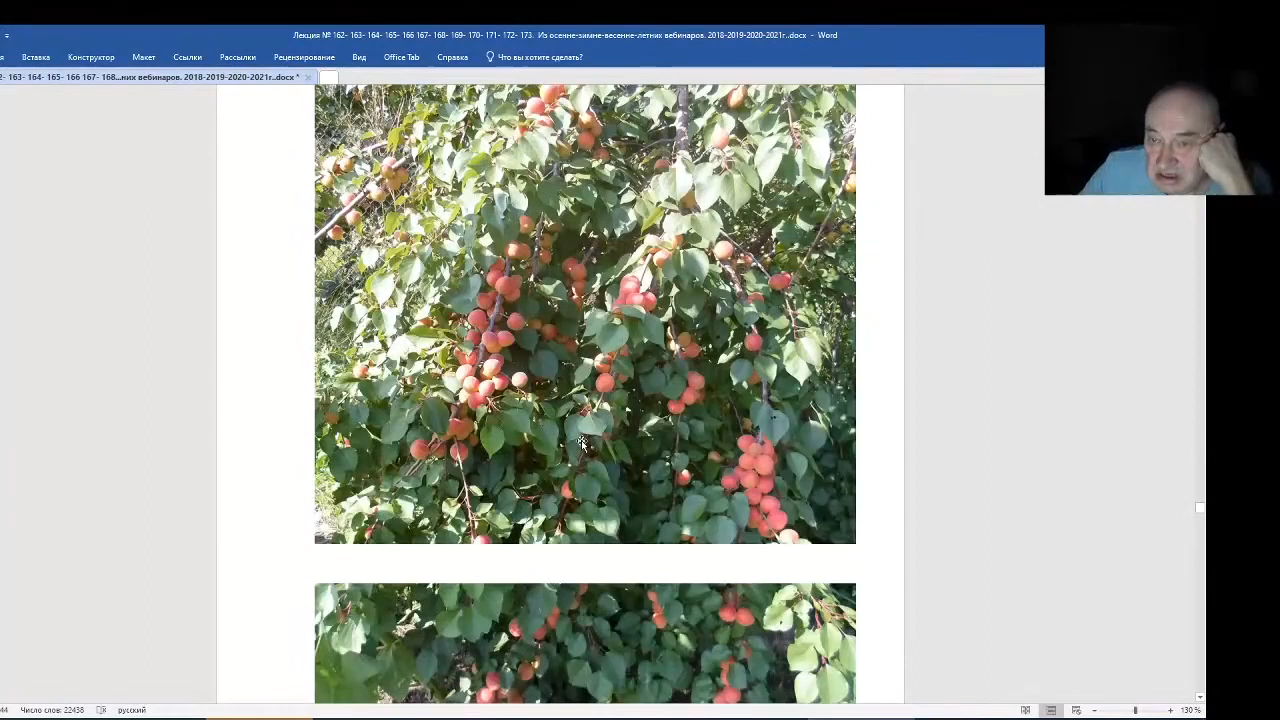 Лекция № 162- 163- 164- 165- 166 167- 168- 169- 170- 171- 172- 173. Из осенне-зимне-весенне-летних вебинаров. 2018-2019-2020-2021г..docx - Word
Вставка Конструктор Макет Ссылки Рассылки Рецензирование Вид Office Tab Справка Что вы хотите сделать?
2- 163- 164- 165- 166 167- 168...них вебинаров. 2018-2019-2020-2021г..docx *
44 Число слов: 22438 русский 130 %